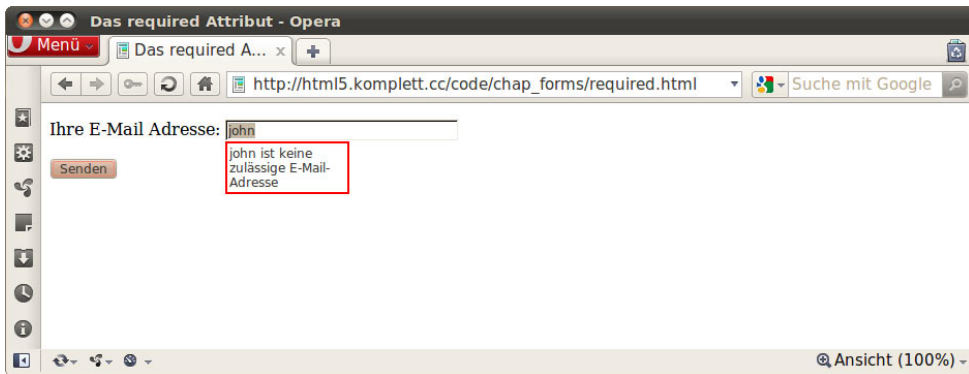 Das required Attribut - Opera
Menü
Das required A... x
http://html5.komplett.cc/code/chap_forms/required.html
Suche mit Google
Ihre E-Mail Adresse: john
john ist keine
zulässige E-Mail-
Adresse
Senden
Ansicht (100%)